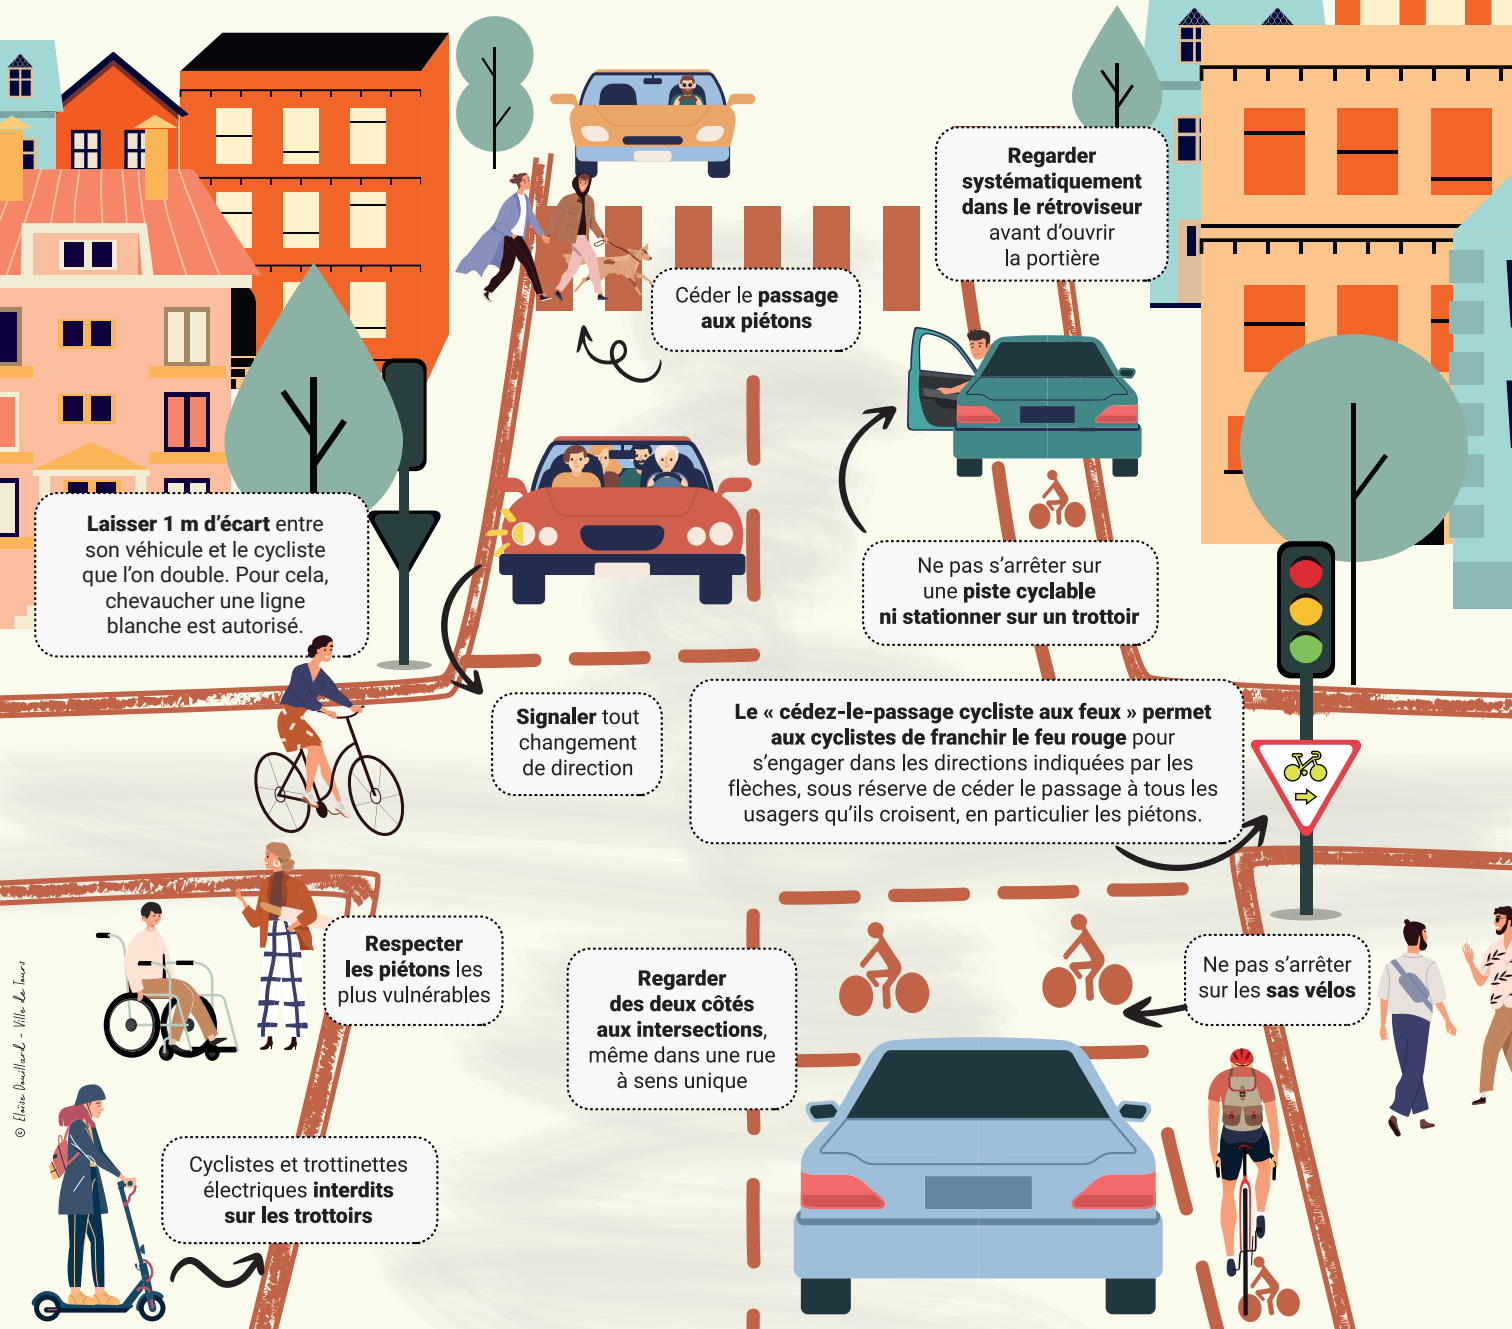 Regarder
systématiquement
dans le rétroviseur
avant d’ouvrir
la portière
Céder le passage
aux piétons
Laisser 1 m d’écart entre
son véhicule et le cycliste
que l’on double. Pour cela,
chevaucher une ligne
blanche est autorisé.
Ne pas s’arrêter sur
une piste cyclable
ni stationner sur un trottoir
Signaler tout
changement
de direction
Le « cédez-le-passage cycliste aux feux » permet
aux cyclistes de franchir le feu rouge pour
s’engager dans les directions indiquées par les
flèches, sous réserve de céder le passage à tous les
usagers qu’ils croisent, en particulier les piétons.
Respecter
les piétons les
plus vulnérables
Regarder
des deux côtés
aux intersections,
même dans une rue
à sens unique
Ne pas s’arrêter
sur les sas vélos
Cyclistes et trottinettes
électriques interdits
sur les trottoirs
© Eloïse Douillard - Ville de Tours